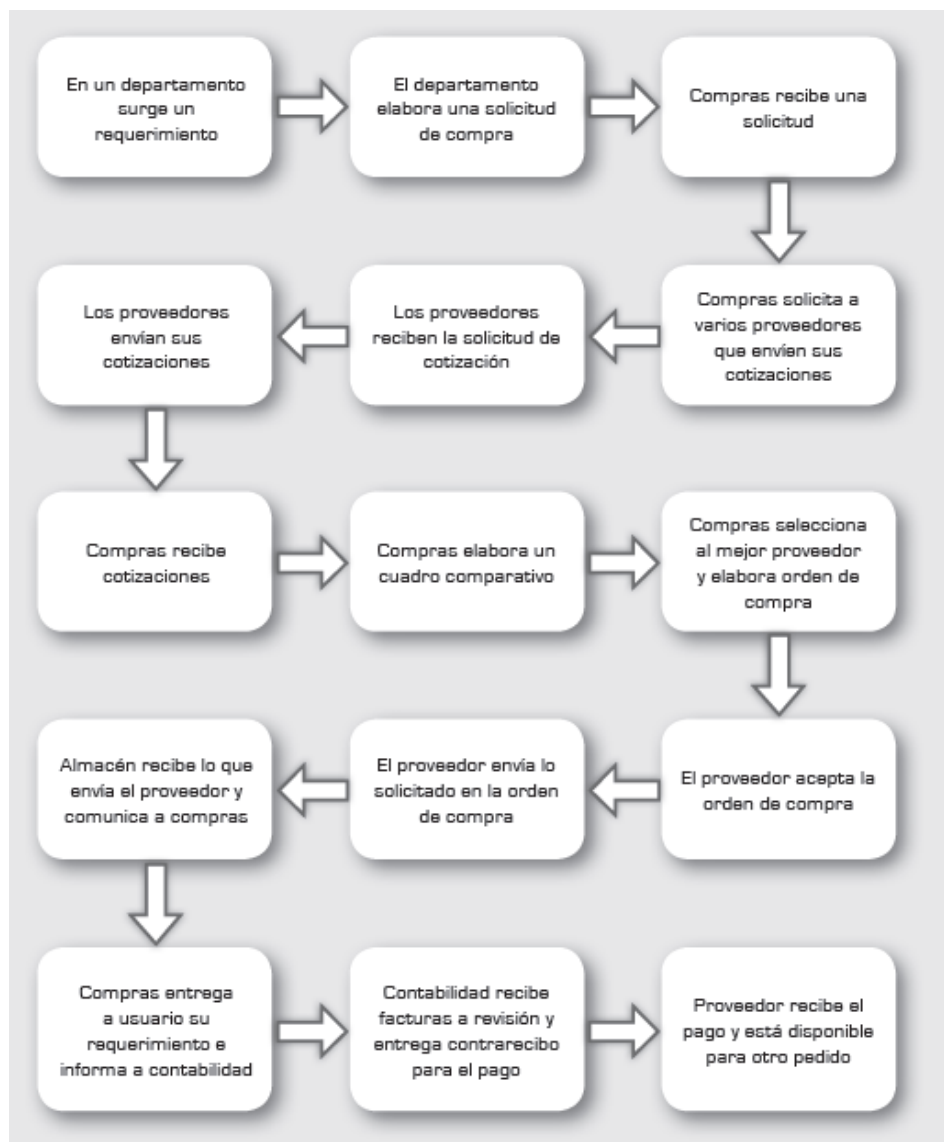 En un departamento
surge un
requerimiento
El departamento
elabora una solicitud
de compra
Compras recibe una
solicitud
Compras solicita a
varios proveedores
que envíen sus
cotizaciones
Los proveedores
reciben la solicitud de
cotización
Los proveedores
envían sus
cotizaciones
Compras recibe
cotizaciones
Compras elabora un
cuadro comparativo
Compras selecciona
al mejor proveedor
y elabora orden de
compra
El proveedor acepta la
orden de compra
El proveedor envía lo
solicitado en la orden
de compra
Almacén recibe lo que
envía el proveedor y
comunica a compras
Compras entrega
a usuario su
requerimiento e
informa a contabilidad
Contabilidad recibe
facturas a revisión y
entrega contrarecibo
para el pago
Proveedor recibe el
pago y está disponible
para otro pedido